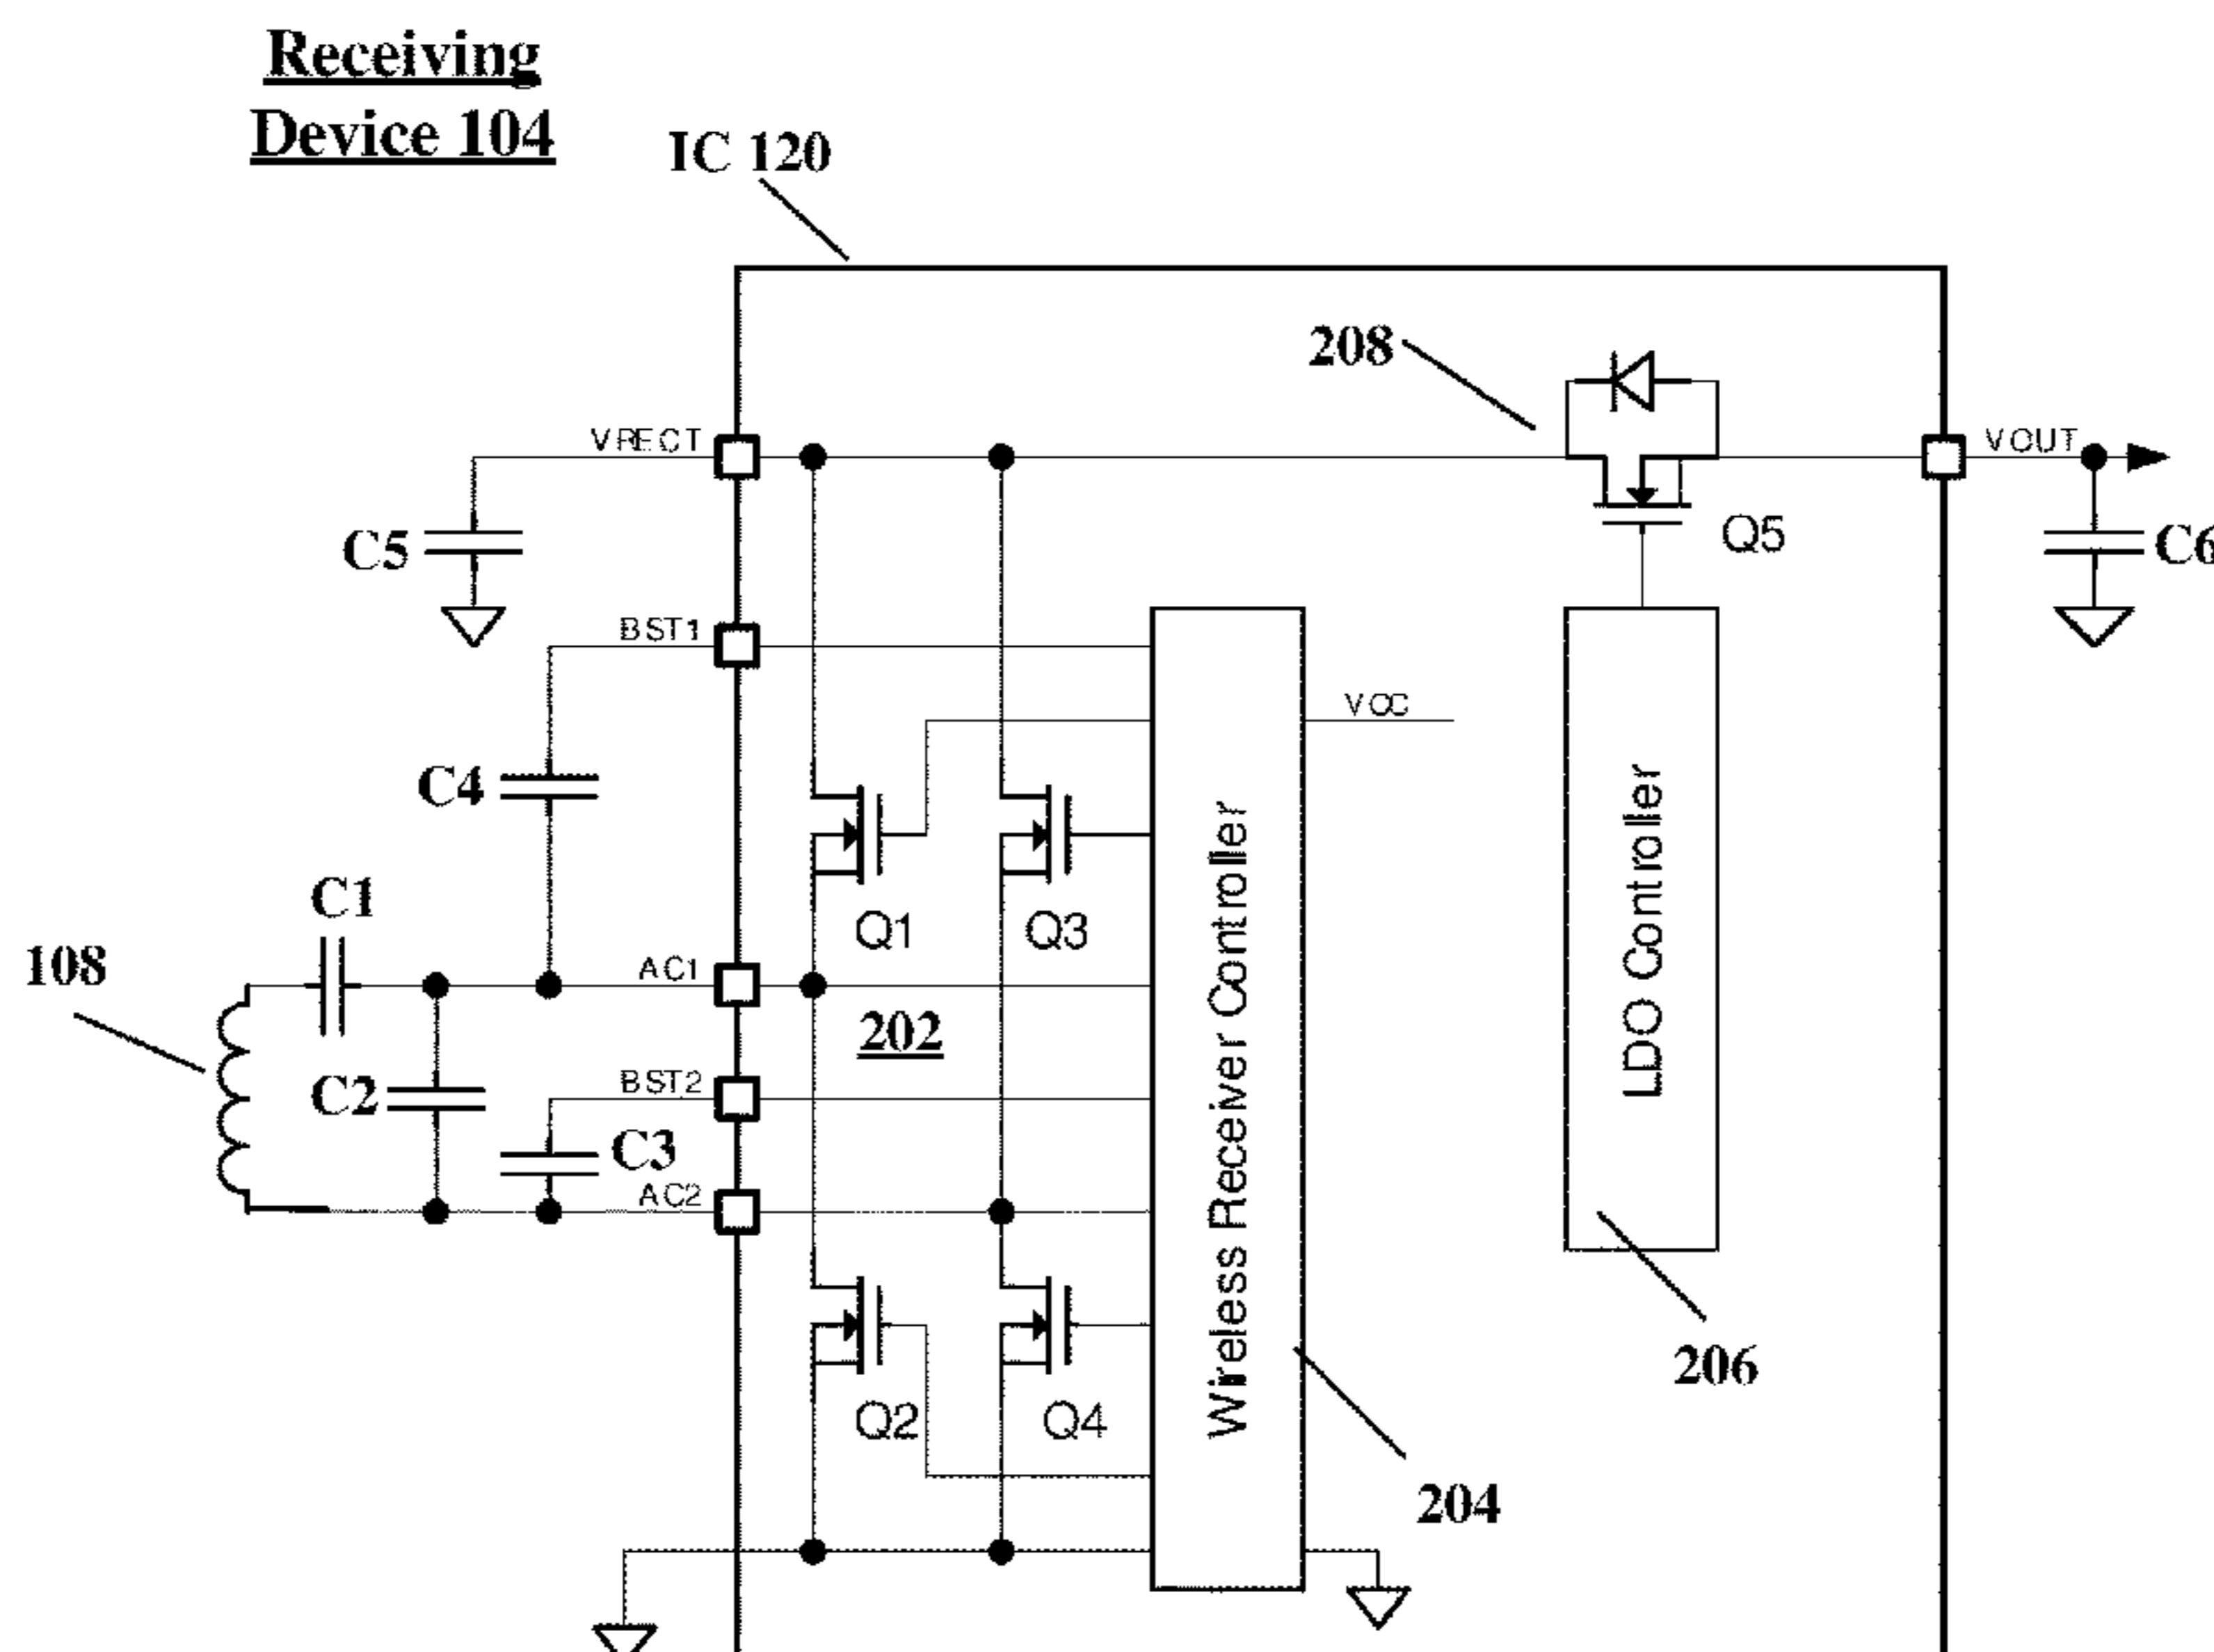 Receiving
Device 104
IC 120
208
VRECT
VOUT
C5
Q5
C6
BST1
VCC
C4
C1
Q1
Q3
108
AC1
202
BST2
C2
C3
AC2
Wireless Receiver Controller
LDO Controller
206
Q2
Q4
204